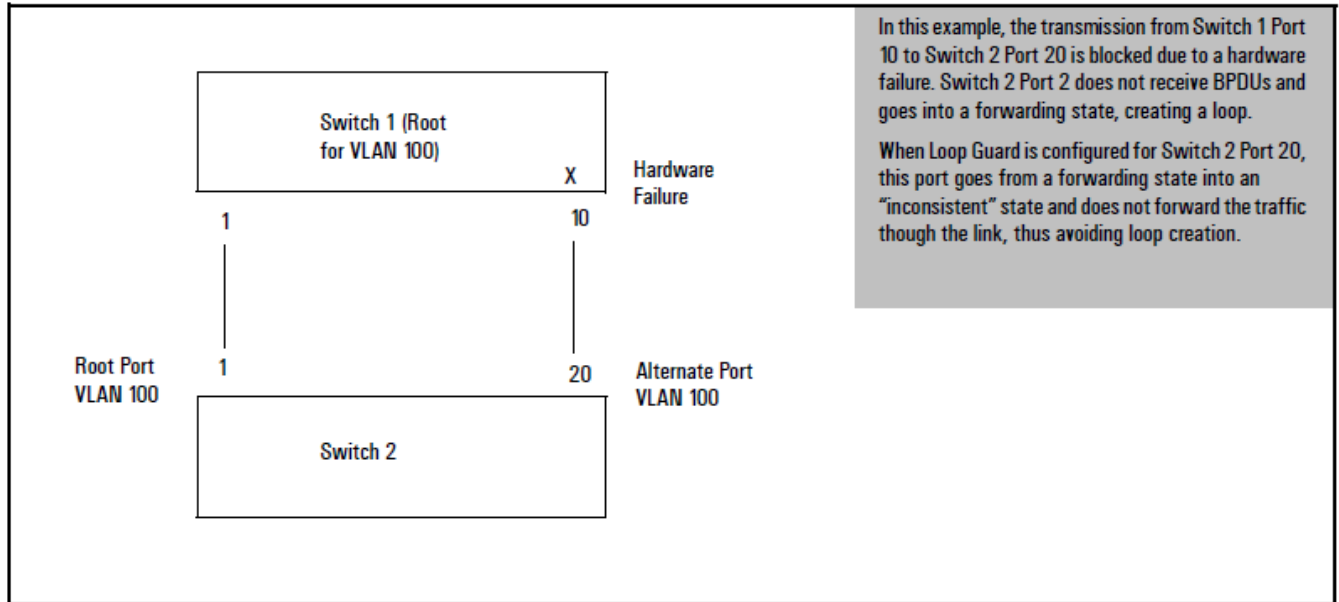 In this example, the transmission from Switch 1 Port
10 to Switch 2 Port 20 is blocked due to a hardware
failure. Switch 2 Port 2 does not receive BPDUs and
goes into a forwarding state, creating a loop.
When Loop Guard is configured for Switch 2 Port 20,
this port goes from a forwarding state into an
“inconsistent” state and does not forward the traffic
though the link, thus avoiding loop creation.
Switch 1 (Root
for VLAN 100)
X
Hardware
Failure
1
10
Root Port
VLAN 100
1
20
Alternate Port
VLAN 100
Switch 2